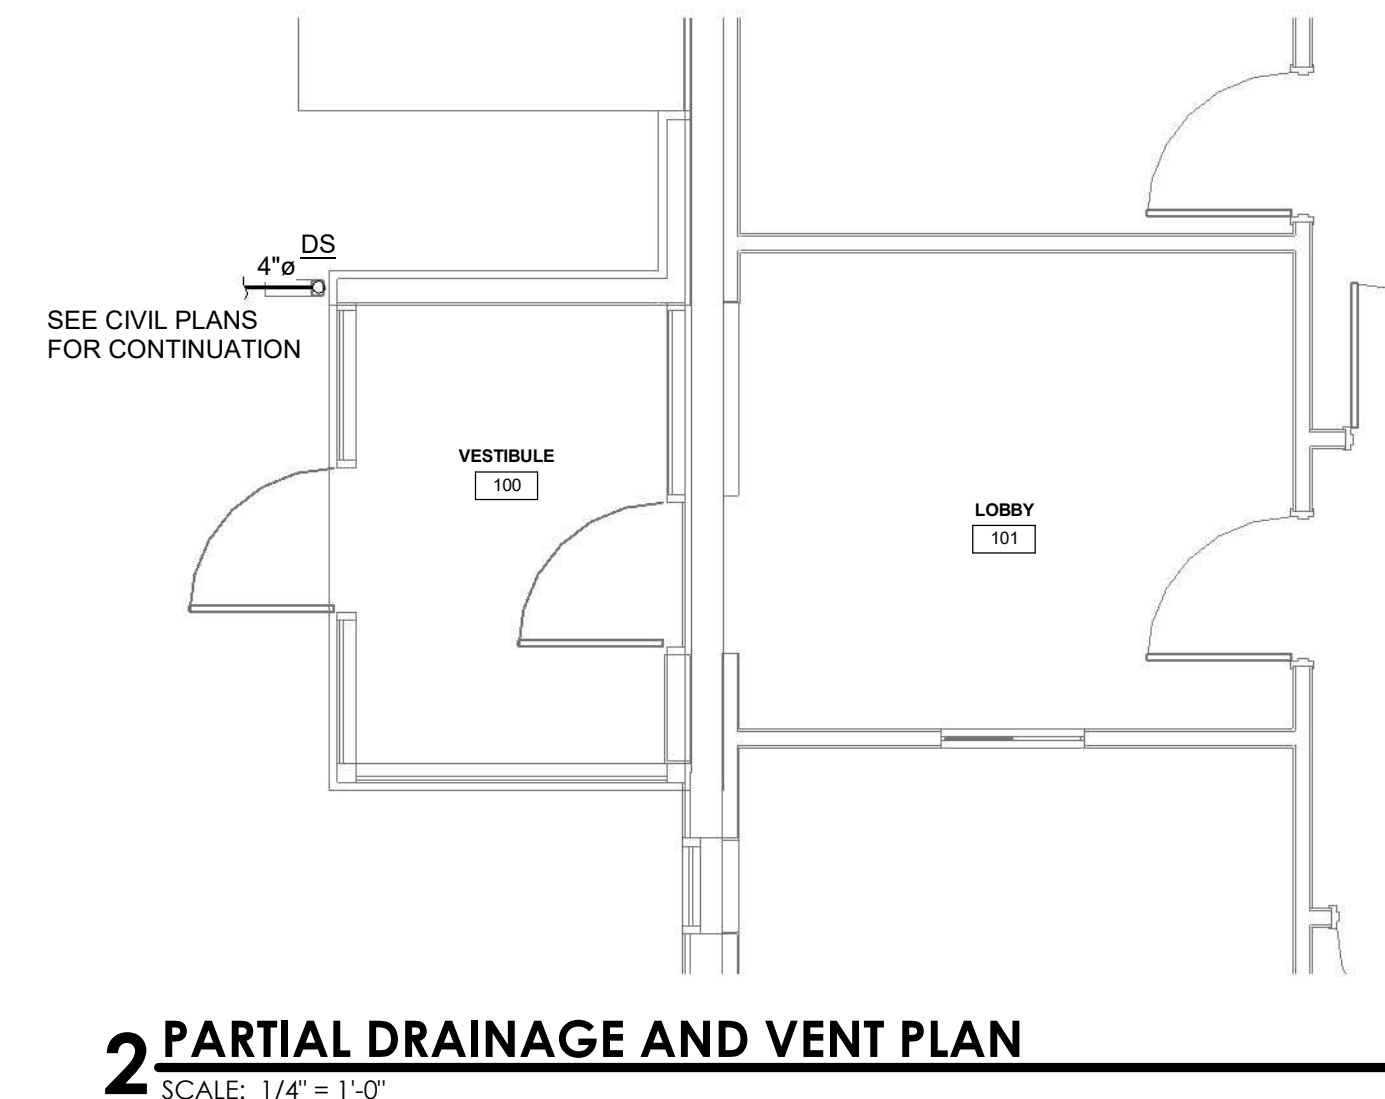 DS
4"ø
SEE CIVIL PLANS
FOR CONTINUATION
VESTIBULE
100
LOBBY
101
2 PARTIAL DRAINAGE AND VENT PLAN
SCALE: 1/4" = 1'-0"